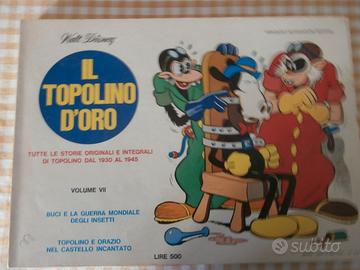 Walt Disney
IL
TOPOLINO
D'ORO
TUTTE LE STORIE ORIGINALI E INTEGRALI
DI TOPOLINO DAL 1930 AL 1945
VOLUME VII
BUCI E LA GUERRA MONDIALE
DEGLI INSETTI
TOPOLINO E ORAZIO
NEL CASTELLO INCANTATO
LIRE 500
subito